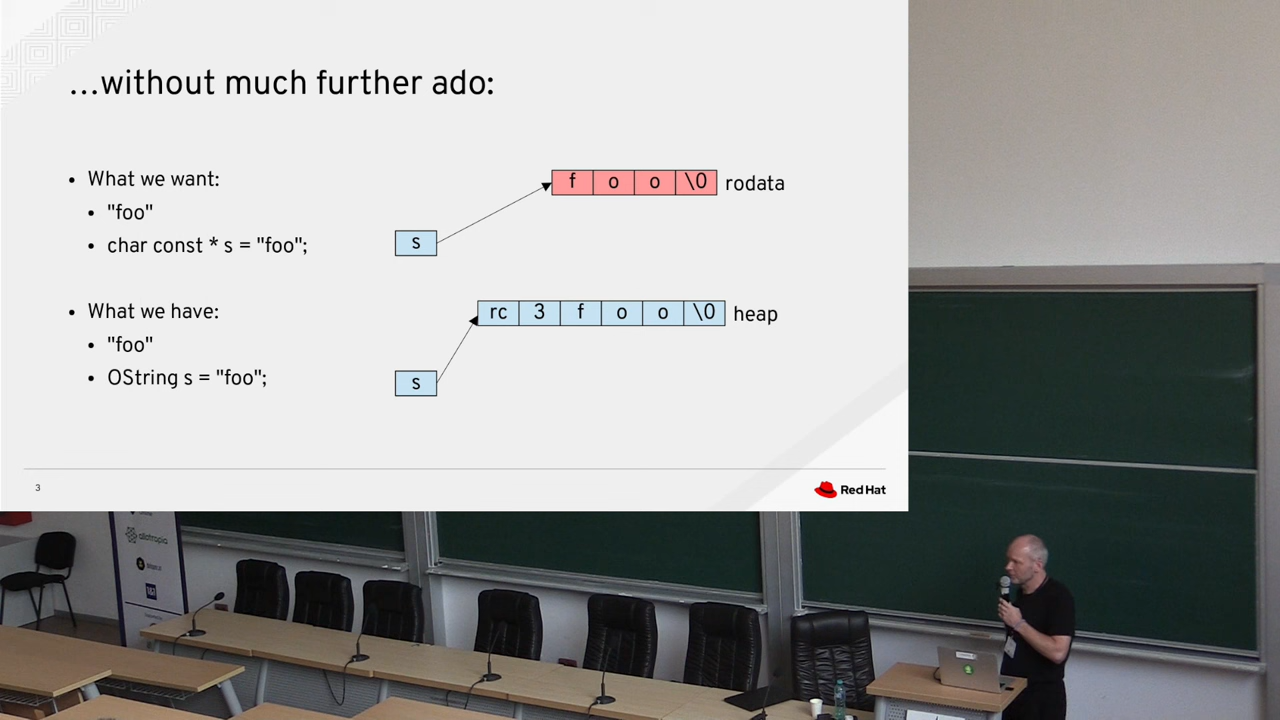 ...without much further ado:
• What we want:
• "foo"
• char const * s = "foo";
s
f o o \0 rodata
• What we have:
• "foo"
• OString s = "foo";
s
rc 3 f o o \0 heap
3
Red Hat
allotropia